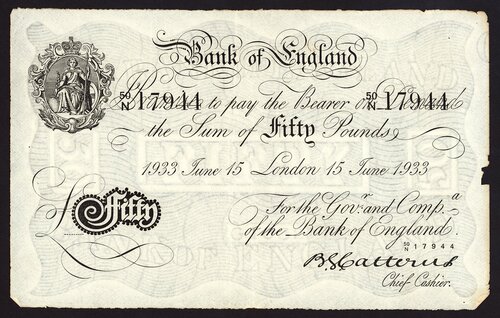 Bank of England
50/N 17944 50/N 17944
to pay the Bearer on
the Sum of Fifty Pounds
1933 June 15 London 15 June 1933
£ Fifty
For the Govr. and Compa.
of the Bank of England.
50/N 17944
B G Catterns
Chief Cashier.